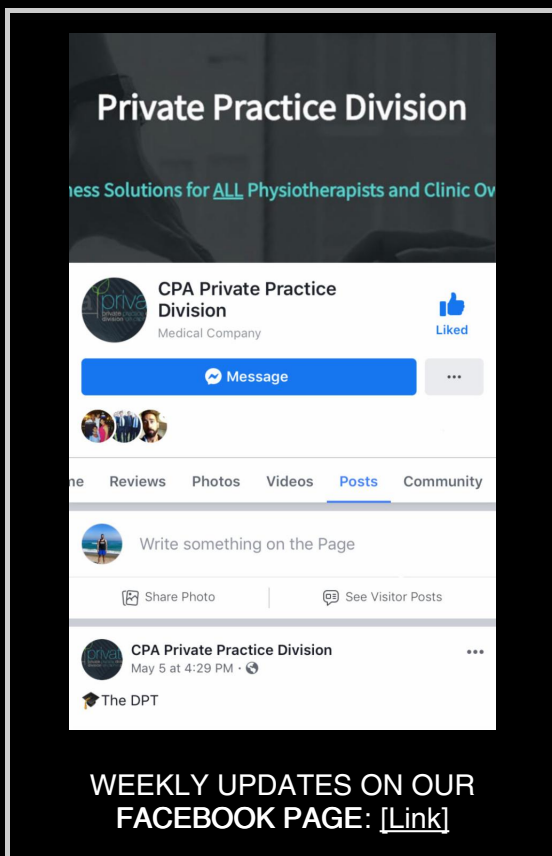 Private Practice Division
ness Solutions for ALL Physiotherapists and Clinic Ow
CPA Private Practice
Division
Medical Company
Liked
Message
me Reviews Photos Videos Posts Community
Write something on the Page
Share Photo See Visitor Posts
CPA Private Practice Division
May 5 at 4:29 PM ·
The DPT
WEEKLY UPDATES ON OUR
FACEBOOK PAGE: [Link]